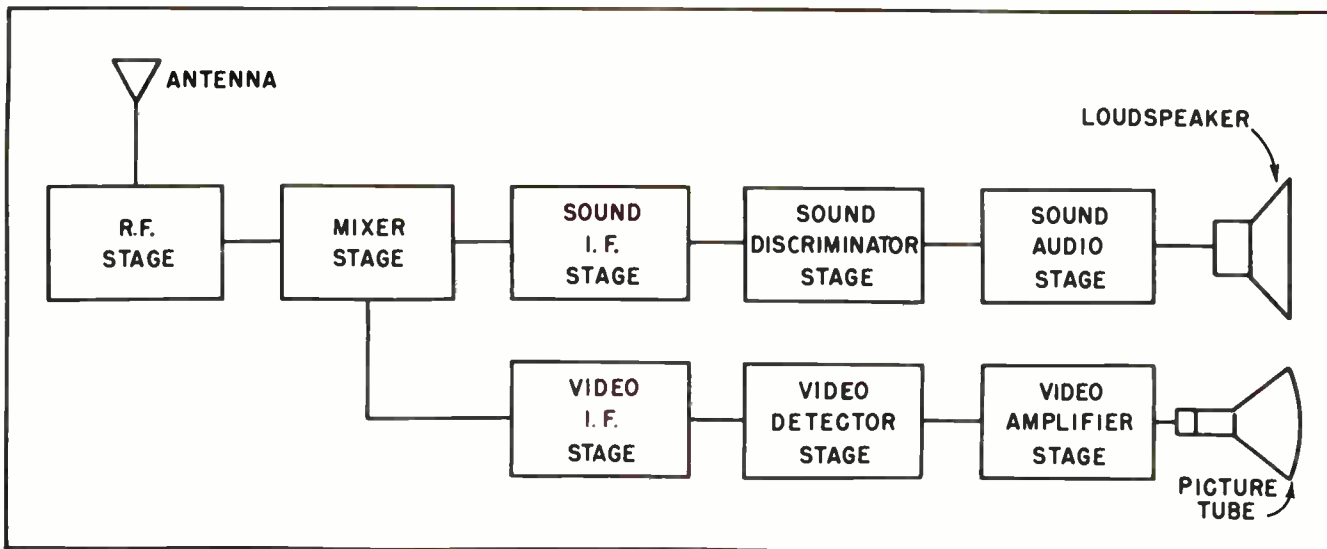 ANTENNA
LOUDSPEAKER
R.F.
STAGE
MIXER
STAGE
SOUND
I.F.
STAGE
SOUND
DISCRIMINATOR
STAGE
SOUND
AUDIO
STAGE
VIDEO
I.F.
STAGE
VIDEO
DETECTOR
STAGE
VIDEO
AMPLIFIER
STAGE
PICTURE
TUBE